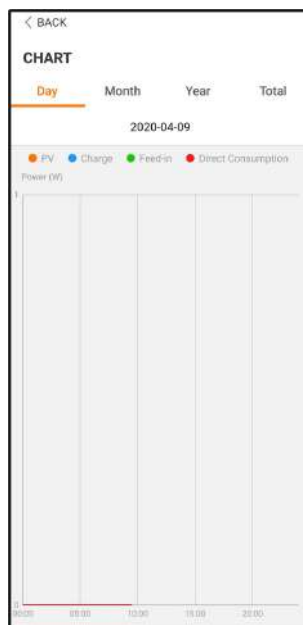 < BACK
CHART
Day Month Year Total
2020-04-09
PV Charge Feed-in Direct Consumption
Power (W)
1
0
00:00 05:00 10:00 15:00 20:00